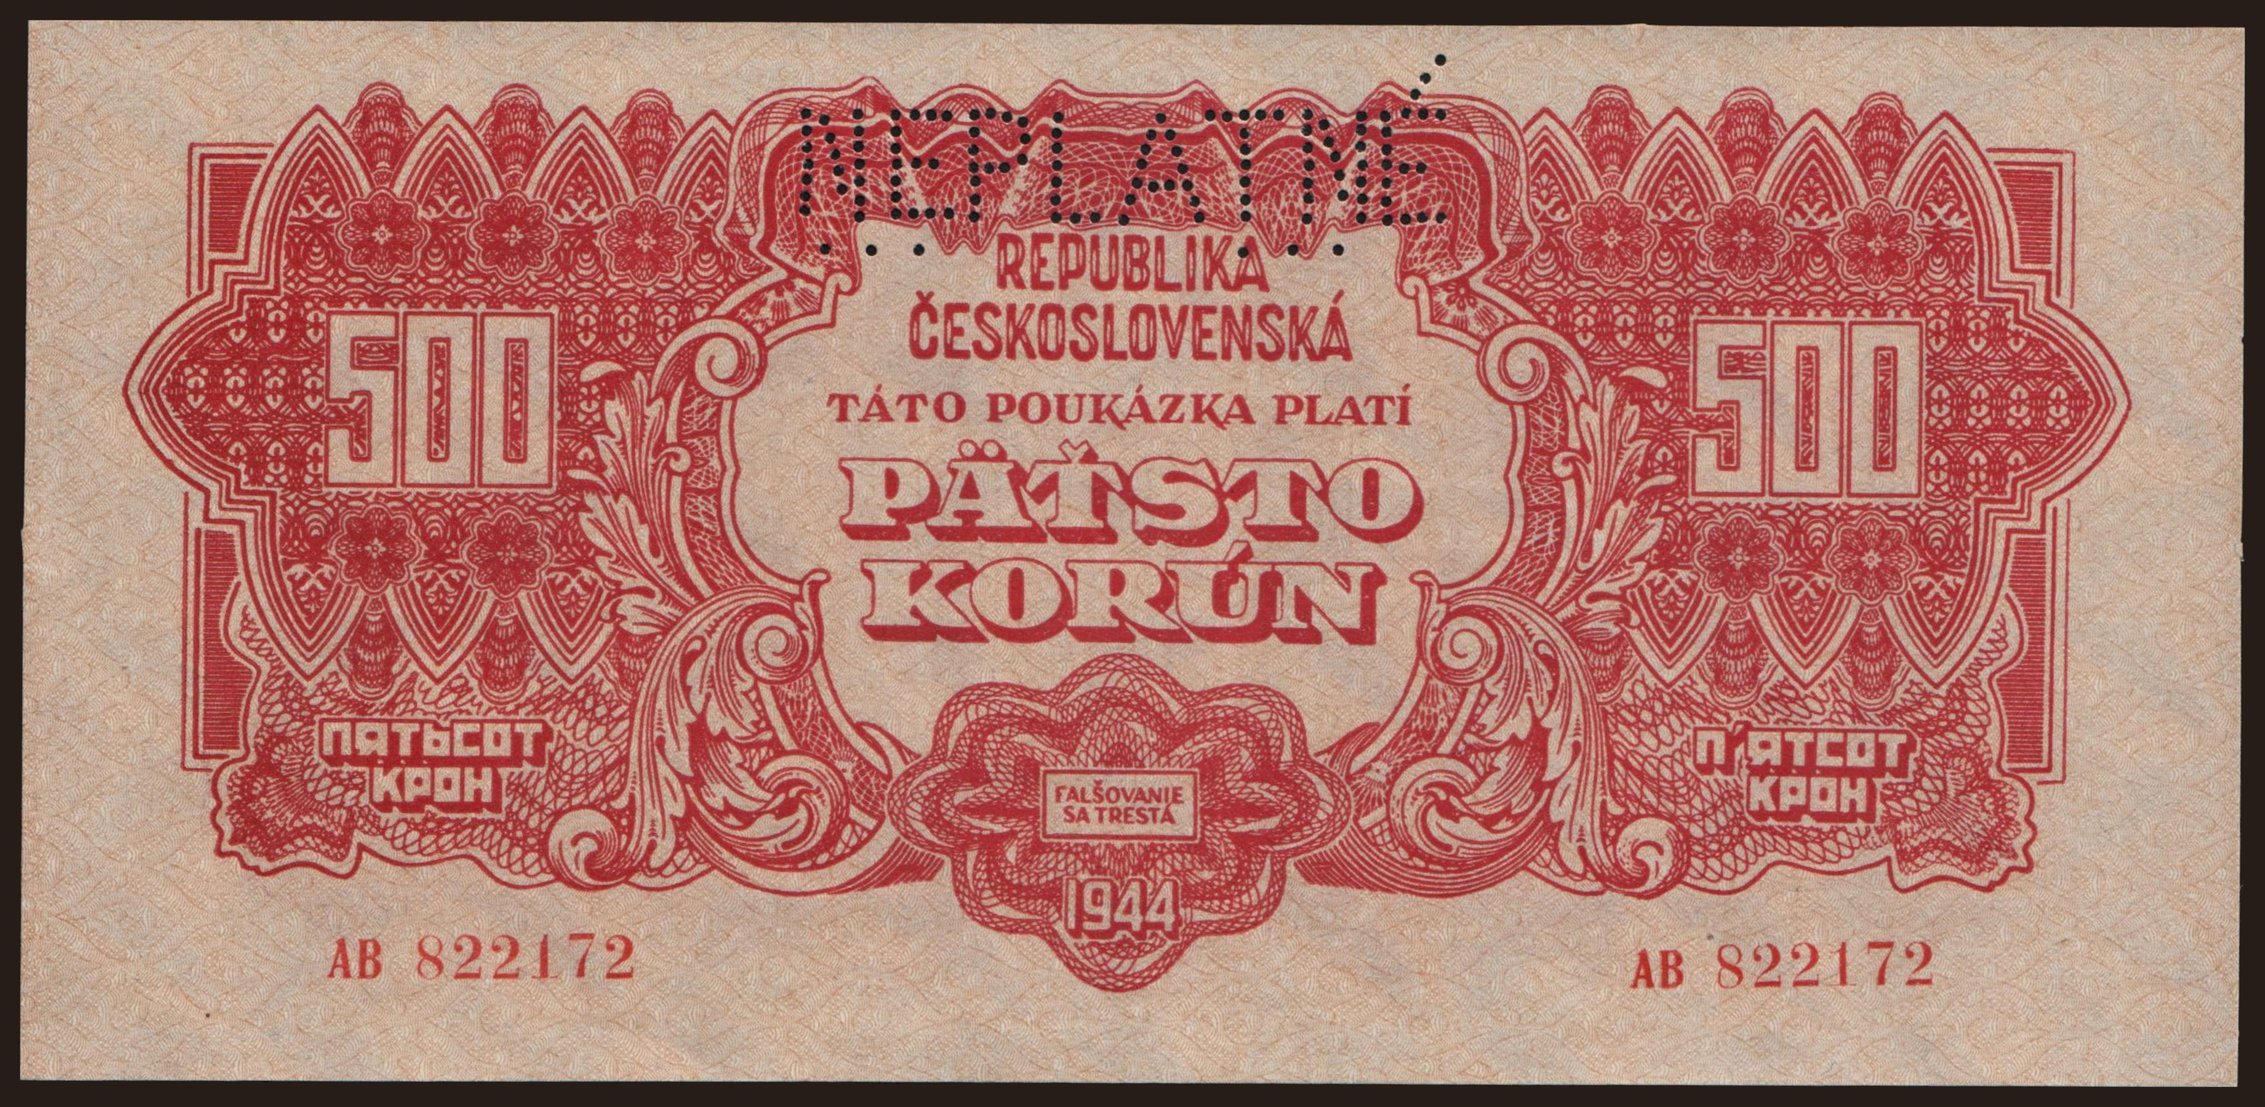 NEPLATNÉ
REPUBLIKA
ČESKOSLOVENSKÁ
TÁTO POUKÁZKA PLATÍ
PÄŤSTO
KORÚN
500
500
ПЯТЬСОТ
КРОН
П'ЯТСОТ
КРОН
FALŠOVANIE
SA TRESTÁ
1944
AB 822172
AB 822172